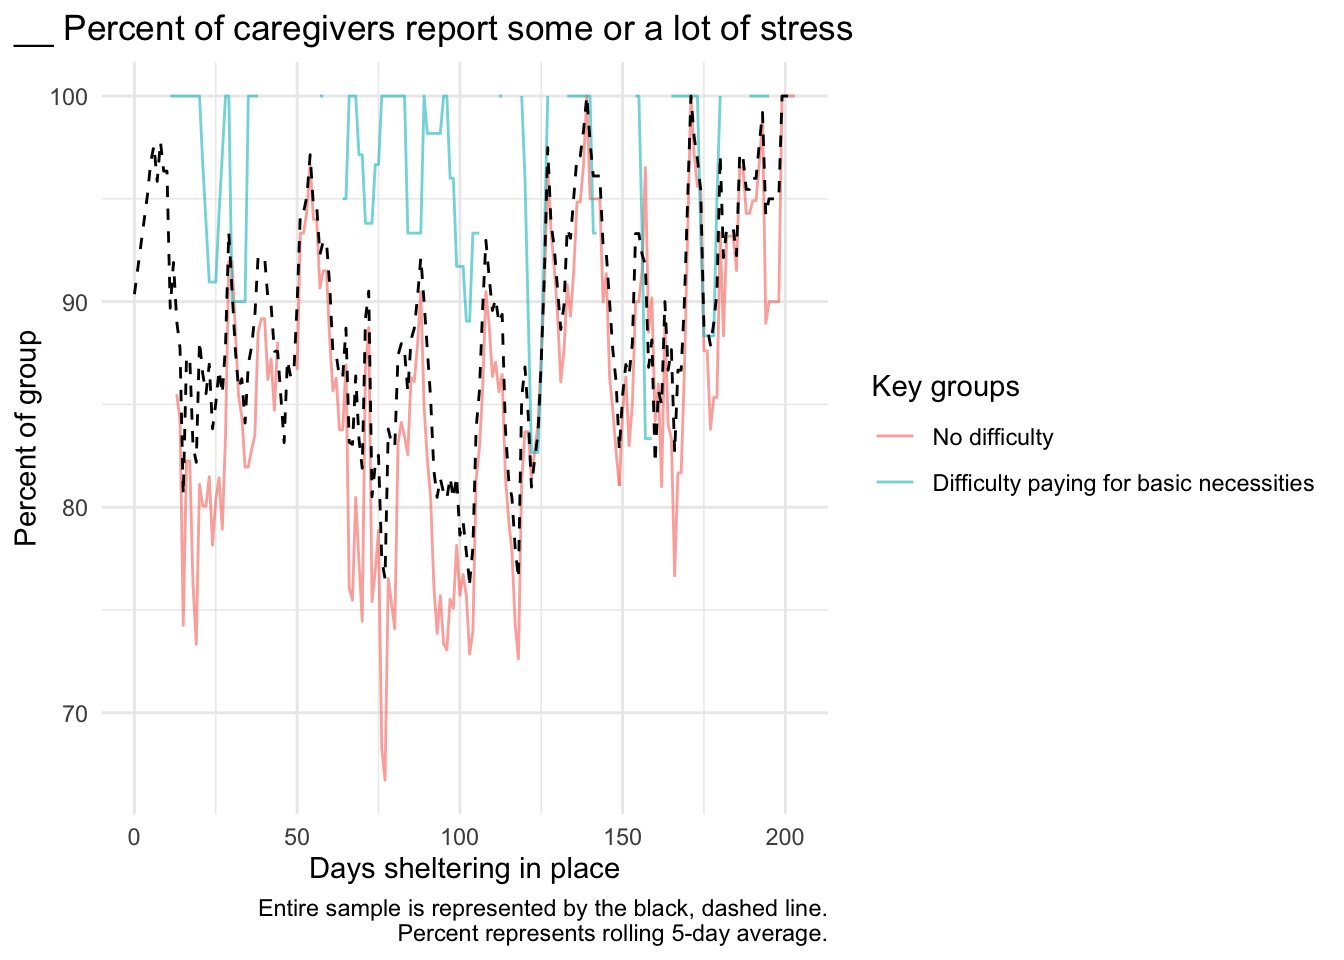 __ Percent of caregivers report some or a lot of stress
100
90
80
70
Percent of group
0 50 100 150 200
Days sheltering in place
Key groups
No difficulty
Difficulty paying for basic necessities
Entire sample is represented by the black, dashed line.
Percent represents rolling 5-day average.